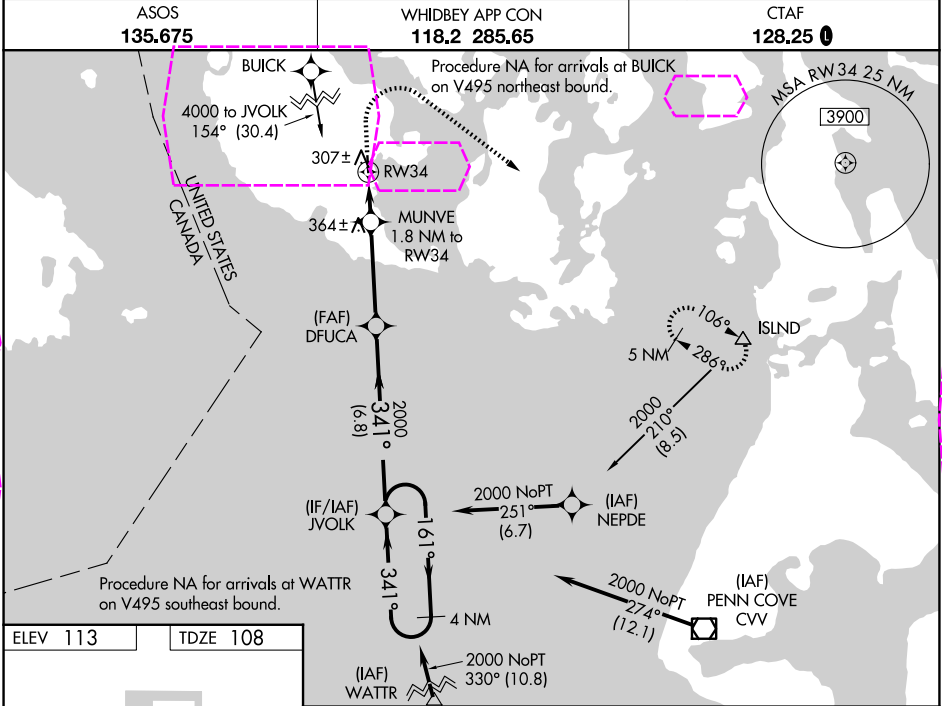 ASOS
135.675
WHIDBEY APP CON
118.2 285.65
CTAF
128.25 L
BUICK
4000 to JVOLK
154° (30.4)
Procedure NA for arrivals at BUICK
on V495 northeast bound.
MSA RW34 25 NM
3900
307±
RW34
UNITED STATES
CANADA
364±
MUNVE
1.8 NM to
RW34
(FAF)
DFUCA
106°
ISLND
5 NM
286°
2000
341°
(6.8)
2000
210°
(8.5)
(IF/IAF)
JVOLK
2000 NoPT
251°
(6.7)
(IAF)
NEPDE
161°
341°
4 NM
Procedure NA for arrivals at WATTR
on V495 southeast bound.
2000 NoPT
274°
(12.1)
(IAF)
PENN COVE
CVV
ELEV 113
TDZE 108
(IAF)
WATTR
2000 NoPT
330° (10.8)